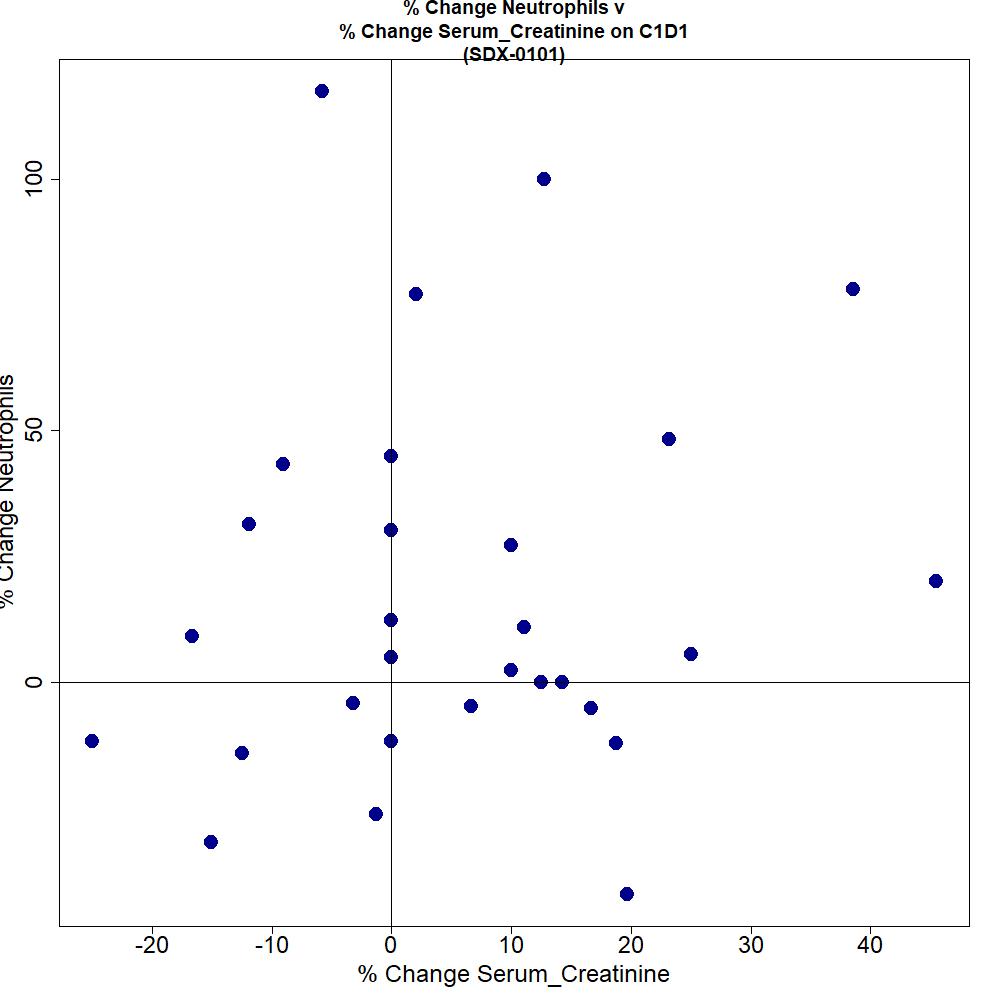 % Change Neutrophils v
% Change Serum_Creatinine on C1D1
(SDX-0101)
100
50
0
% Change Neutrophils
-20 -10 0 10 20 30 40
% Change Serum_Creatinine